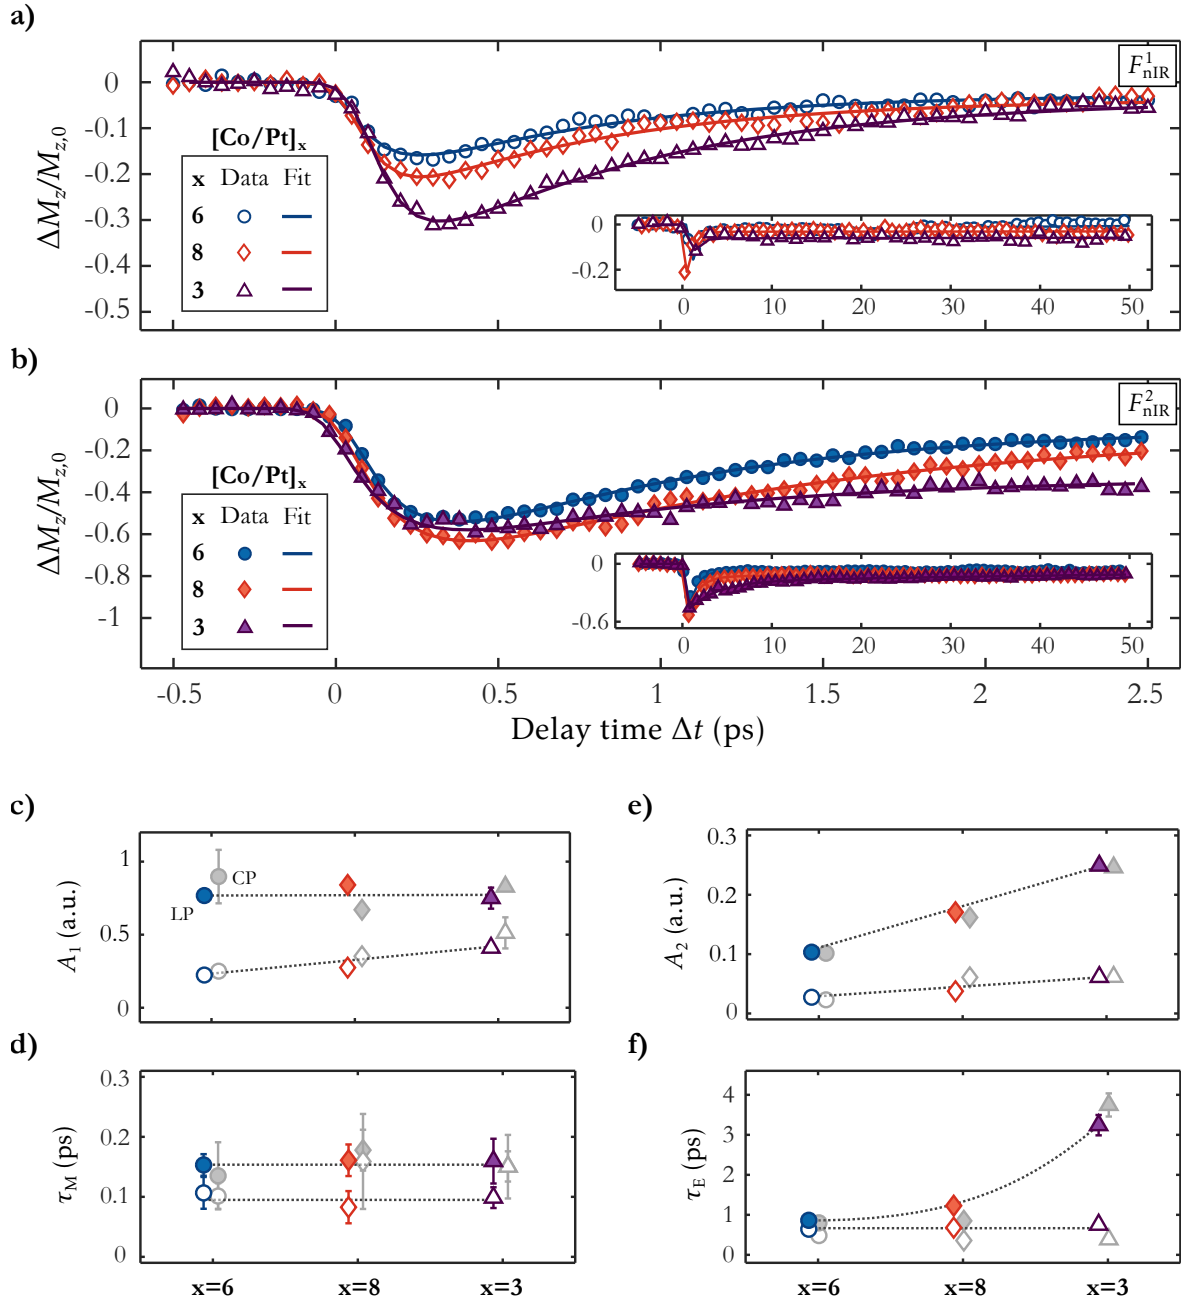 a)
F¹nIR
0
-0.1
-0.2
-0.3
-0.4
-0.5
ΔMz/Mz,0
[Co/Pt]x
x Data Fit
6
8
3
0
-0.2
0 10 20 30 40 50
b)
F²nIR
0
-0.2
-0.4
-0.6
-0.8
-1
ΔMz/Mz,0
[Co/Pt]x
x Data Fit
6
8
3
0
-0.6
0 10 20 30 40 50
-0.5 0 0.5 1 1.5 2 2.5
Delay time Δt (ps)
c)
1
0.5
0
A1 (a.u.)
CP
LP
e)
0.3
0.2
0.1
0
A2 (a.u.)
d)
0.3
0.2
0.1
0
τM (ps)
x=6 x=8 x=3
f)
4
3
2
1
0
τE (ps)
x=6 x=8 x=3